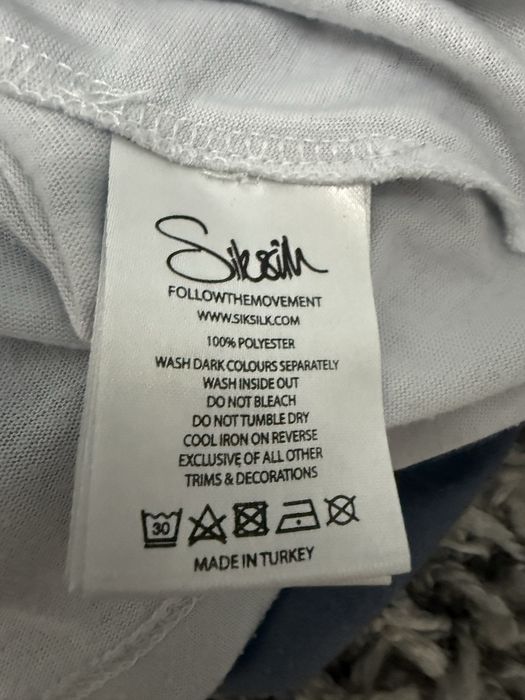 SikSilk
FOLLOWTHEMOVEMENT
WWW.SIKSILK.COM
100% POLYESTER
WASH DARK COLOURS SEPARATELY
WASH INSIDE OUT
DO NOT BLEACH
DO NOT TUMBLE DRY
COOL IRON ON REVERSE
EXCLUSIVE OF ALL OTHER
TRIMS & DECORATIONS
30
MADE IN TURKEY